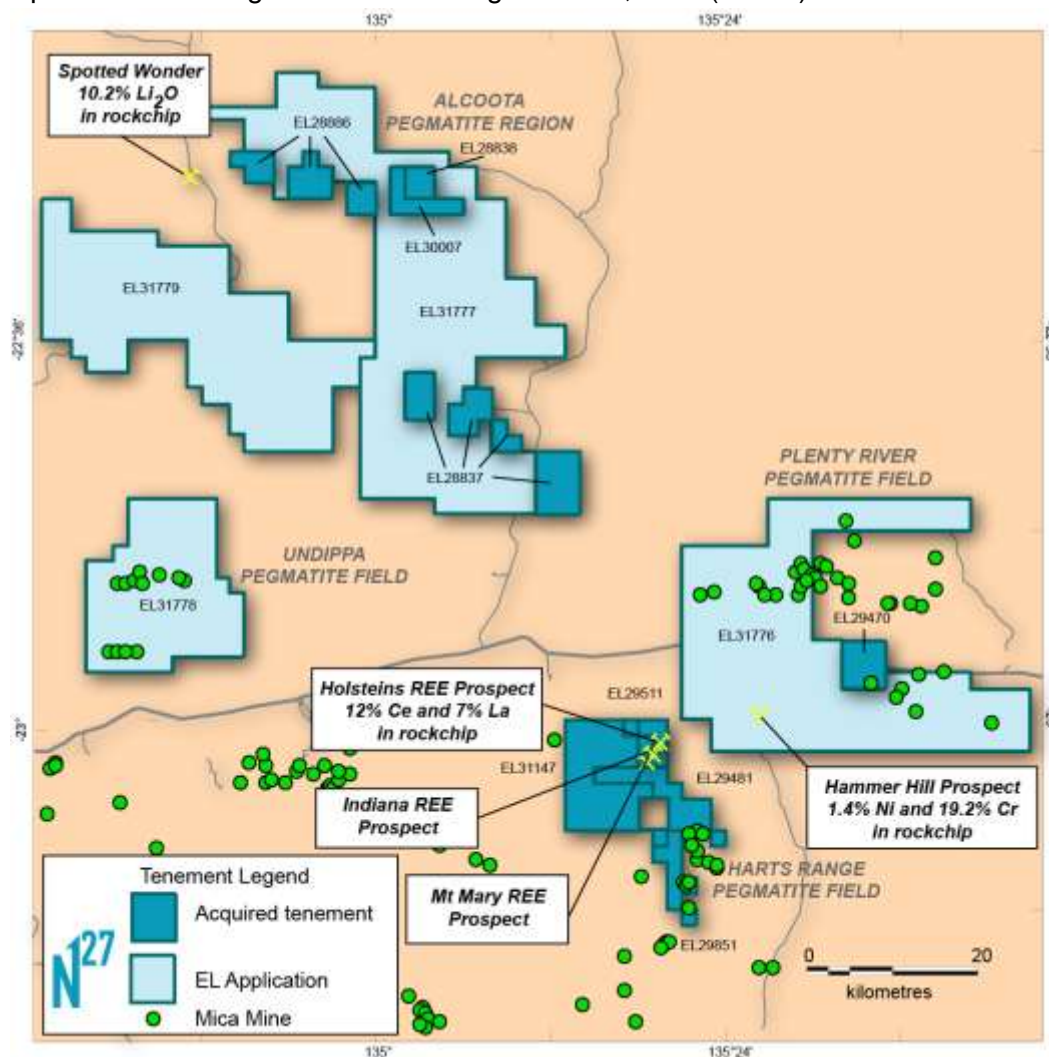 135°
135°24'
Spotted Wonder
10.2% Li2O
in rockchip
ALCOOTA
PEGMATITE REGION
EL28886
EL28838
EL30007
EL31779
EL31777
-22°36'
EL28837
PLENTY RIVER
PEGMATITE FIELD
UNDIPPA
PEGMATITE FIELD
EL31778
EL31776
EL29470
Holsteins REE Prospect
12% Ce and 7% La
in rockchip
EL29511
-23°
EL31147
EL29481
Indiana REE
Prospect
Hammer Hill Prospect
1.4% Ni and 19.2% Cr
in rockchip
Mt Mary REE
Prospect
HARTS RANGE
PEGMATITE FIELD
EL29851
Tenement Legend
Acquired tenement
EL Application
Mica Mine
N27
0 20
kilometres
135°
135°24'